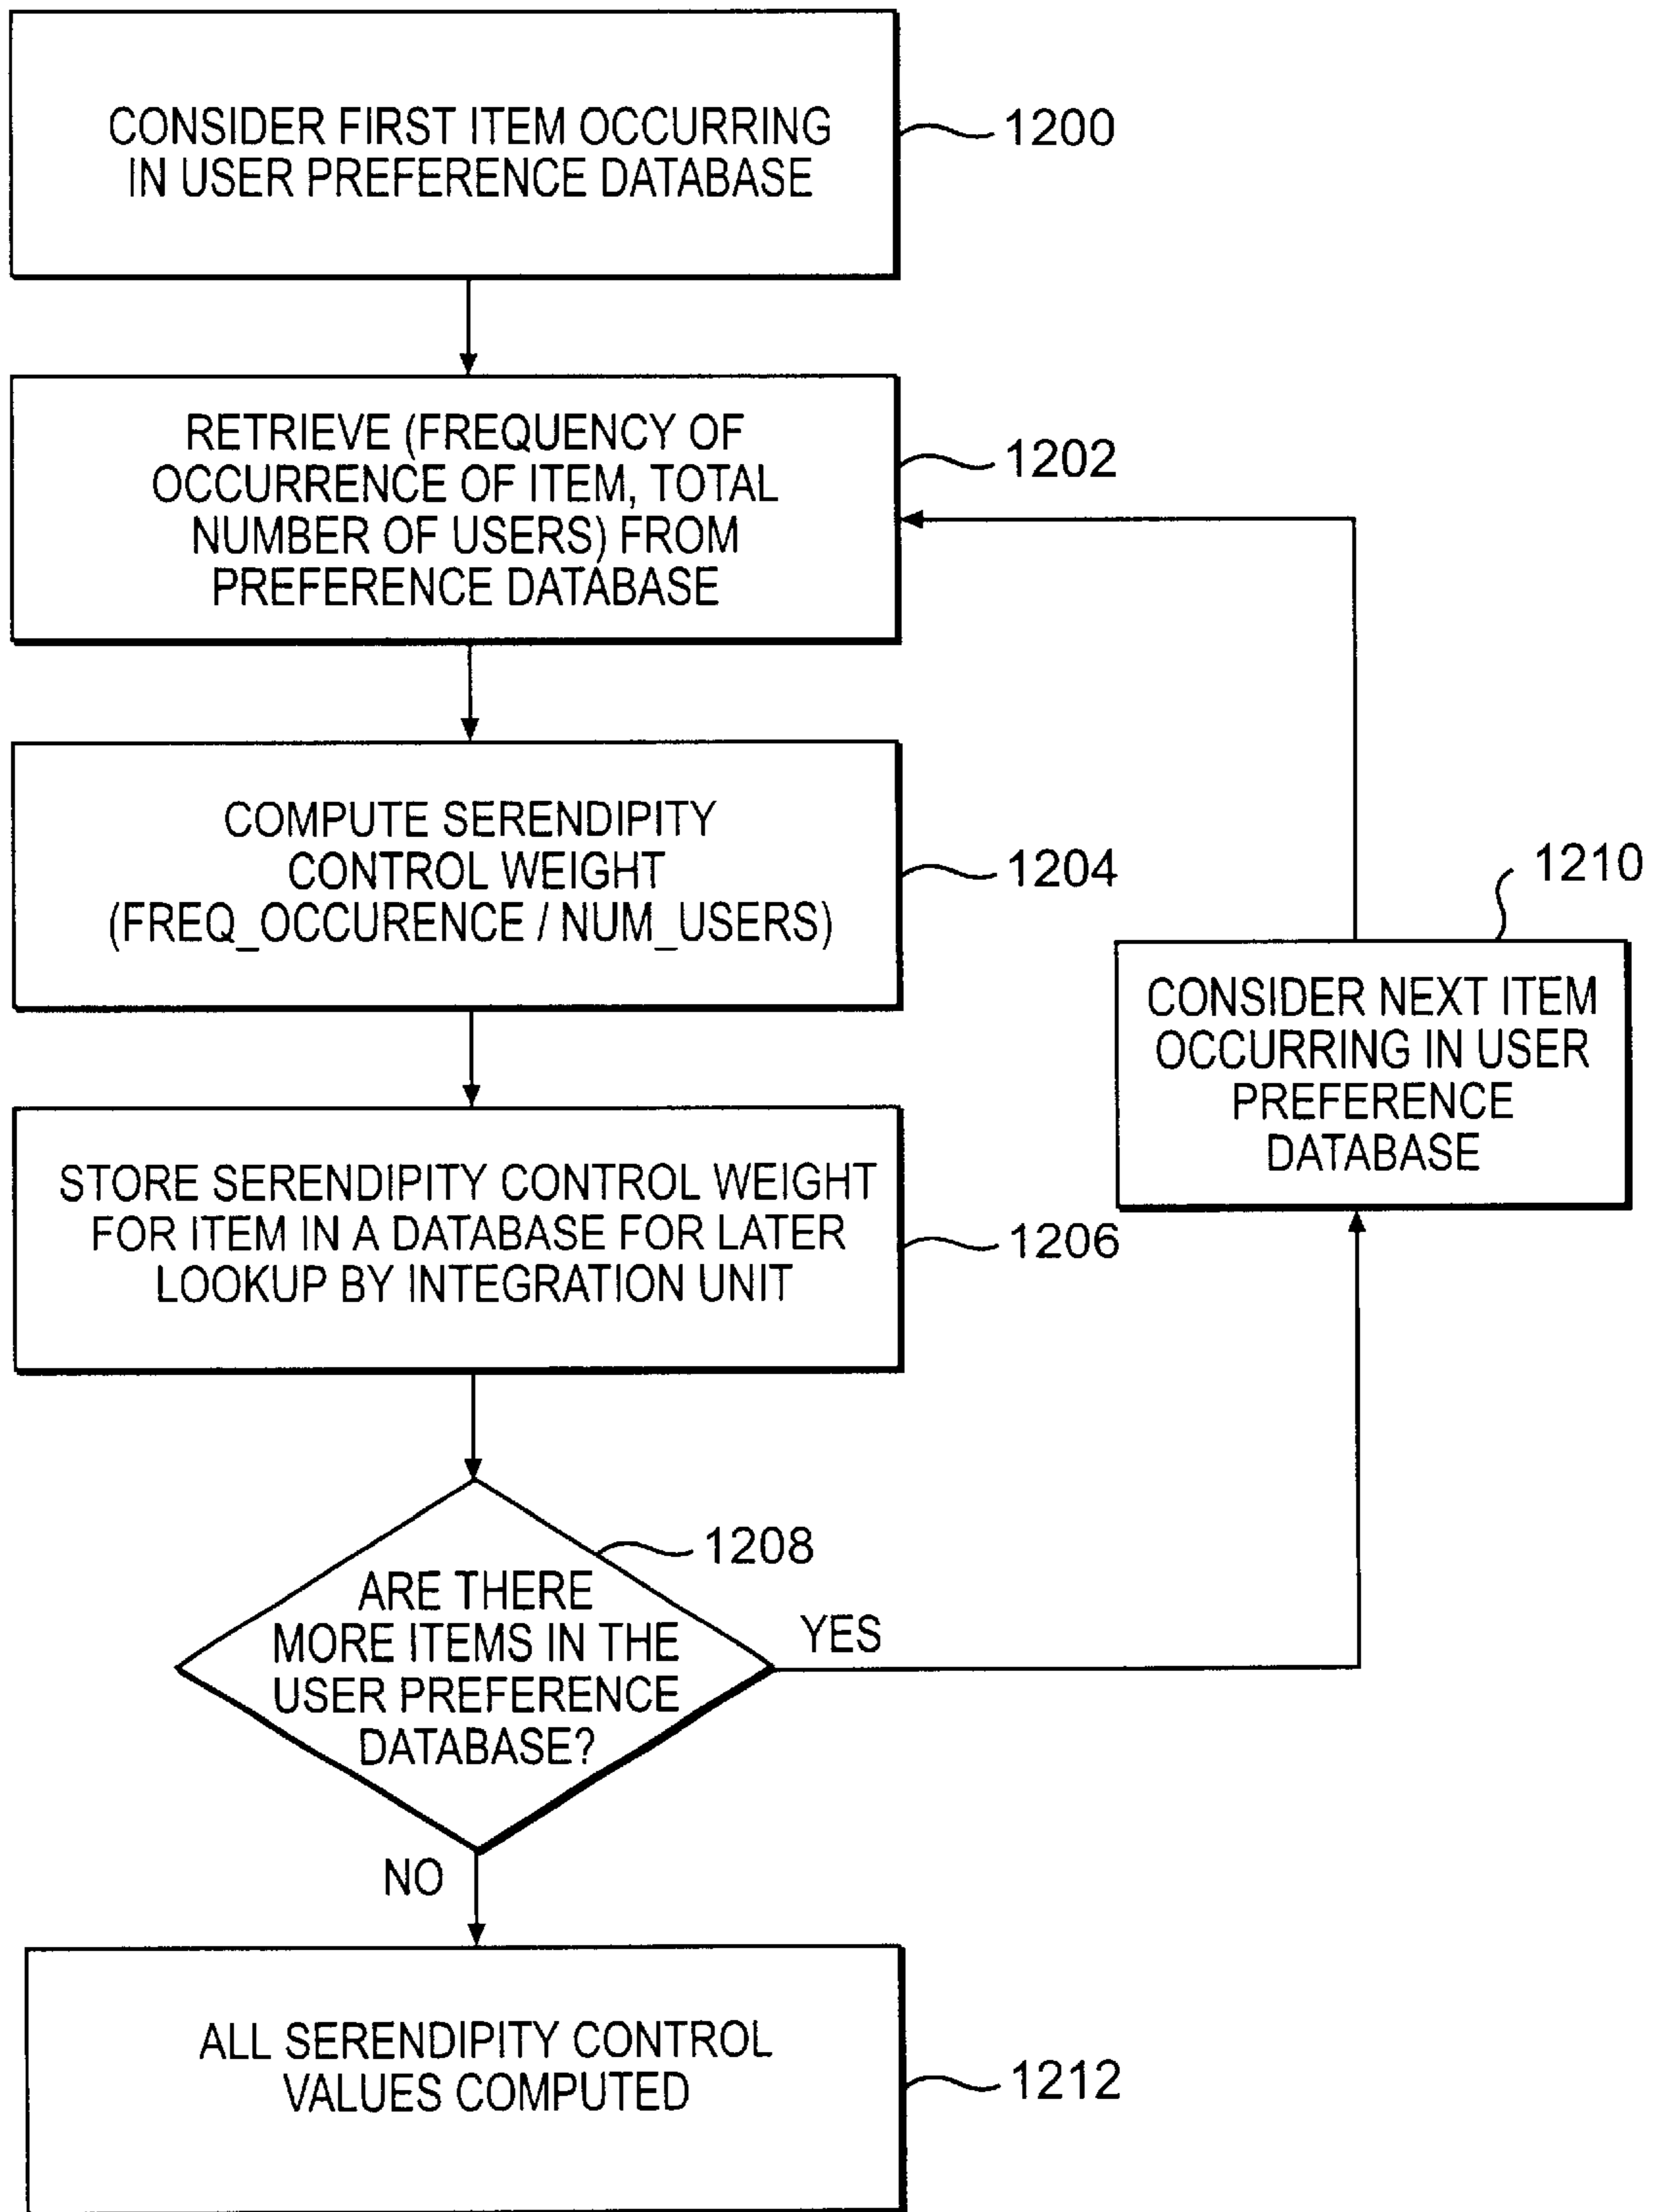 CONSIDER FIRST ITEM OCCURRING
IN USER PREFERENCE DATABASE
1200
RETRIEVE (FREQUENCY OF
OCCURRENCE OF ITEM, TOTAL
NUMBER OF USERS) FROM
PREFERENCE DATABASE
1202
COMPUTE SERENDIPITY
CONTROL WEIGHT
(FREQ_OCCURENCE / NUM_USERS)
1204
1210
CONSIDER NEXT ITEM
OCCURRING IN USER
PREFERENCE
DATABASE
STORE SERENDIPITY CONTROL WEIGHT
FOR ITEM IN A DATABASE FOR LATER
LOOKUP BY INTEGRATION UNIT
1206
1208
ARE THERE
MORE ITEMS IN THE
USER PREFERENCE
DATABASE?
YES
NO
ALL SERENDIPITY CONTROL
VALUES COMPUTED
1212